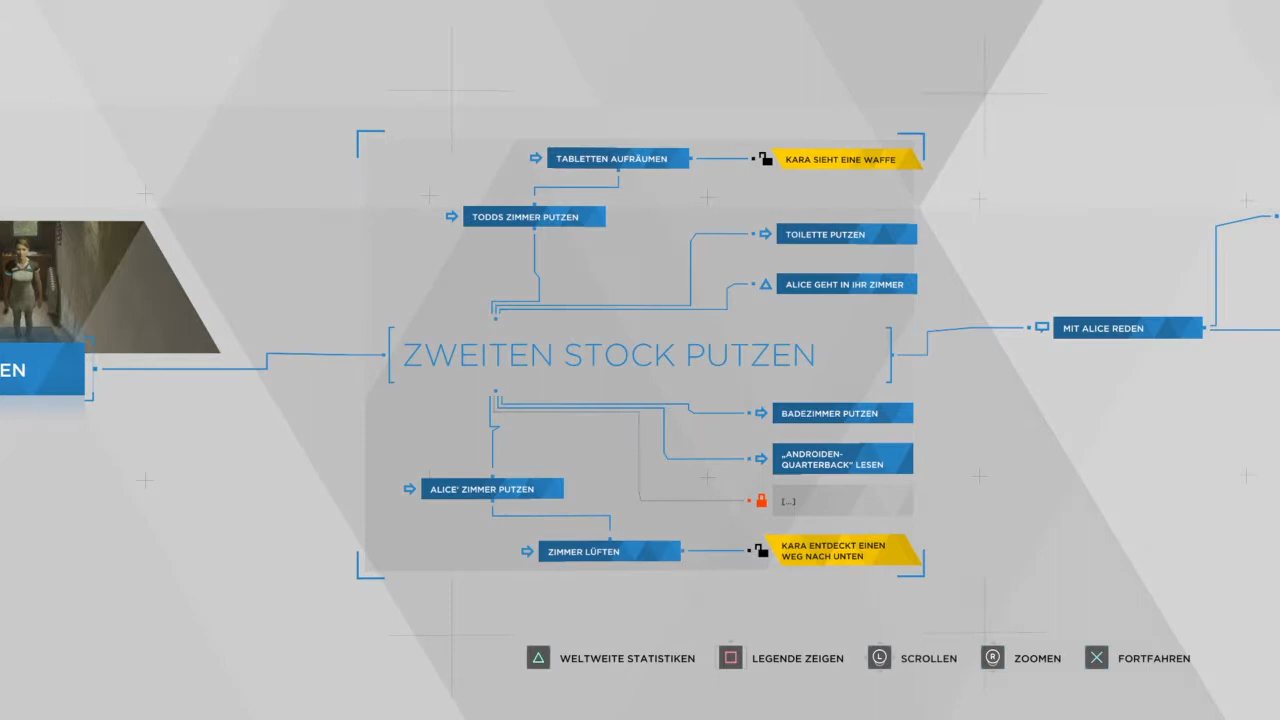 TABLETTEN AUFRÄUMEN
KARA SIEHT EINE WAFFE
TODDS ZIMMER PUTZEN
TOILETTE PUTZEN
ALICE GEHT IN IHR ZIMMER
MIT ALICE REDEN
ZWEITEN STOCK PUTZEN
EN
BADEZIMMER PUTZEN
„ANDROIDEN-
QUARTERBACK“ LESEN
ALICE' ZIMMER PUTZEN
[...]
ZIMMER LÜFTEN
KARA ENTDECKT EINEN
WEG NACH UNTEN
WELTWEITE STATISTIKEN
LEGENDE ZEIGEN
L
SCROLLEN
R
ZOOMEN
FORTFAHREN